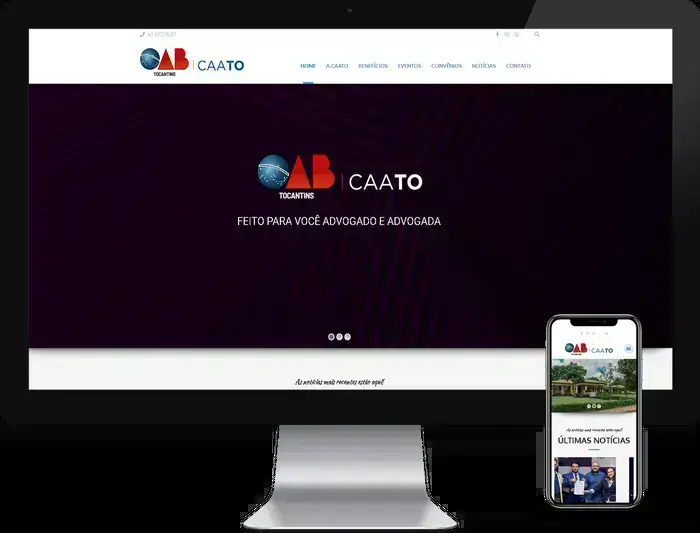 OAB | CAATO
TOCANTINS
HOME A CAATO BENEFÍCIOS EVENTOS CONVÊNIOS NOTÍCIAS CONTATO
OAB | CAATO
TOCANTINS
FEITO PARA VOCÊ ADVOGADO E ADVOGADA
As notícias mais recentes estão aqui!
OAB | CAATO
As notícias mais recentes estão aqui!
ÚLTIMAS NOTÍCIAS